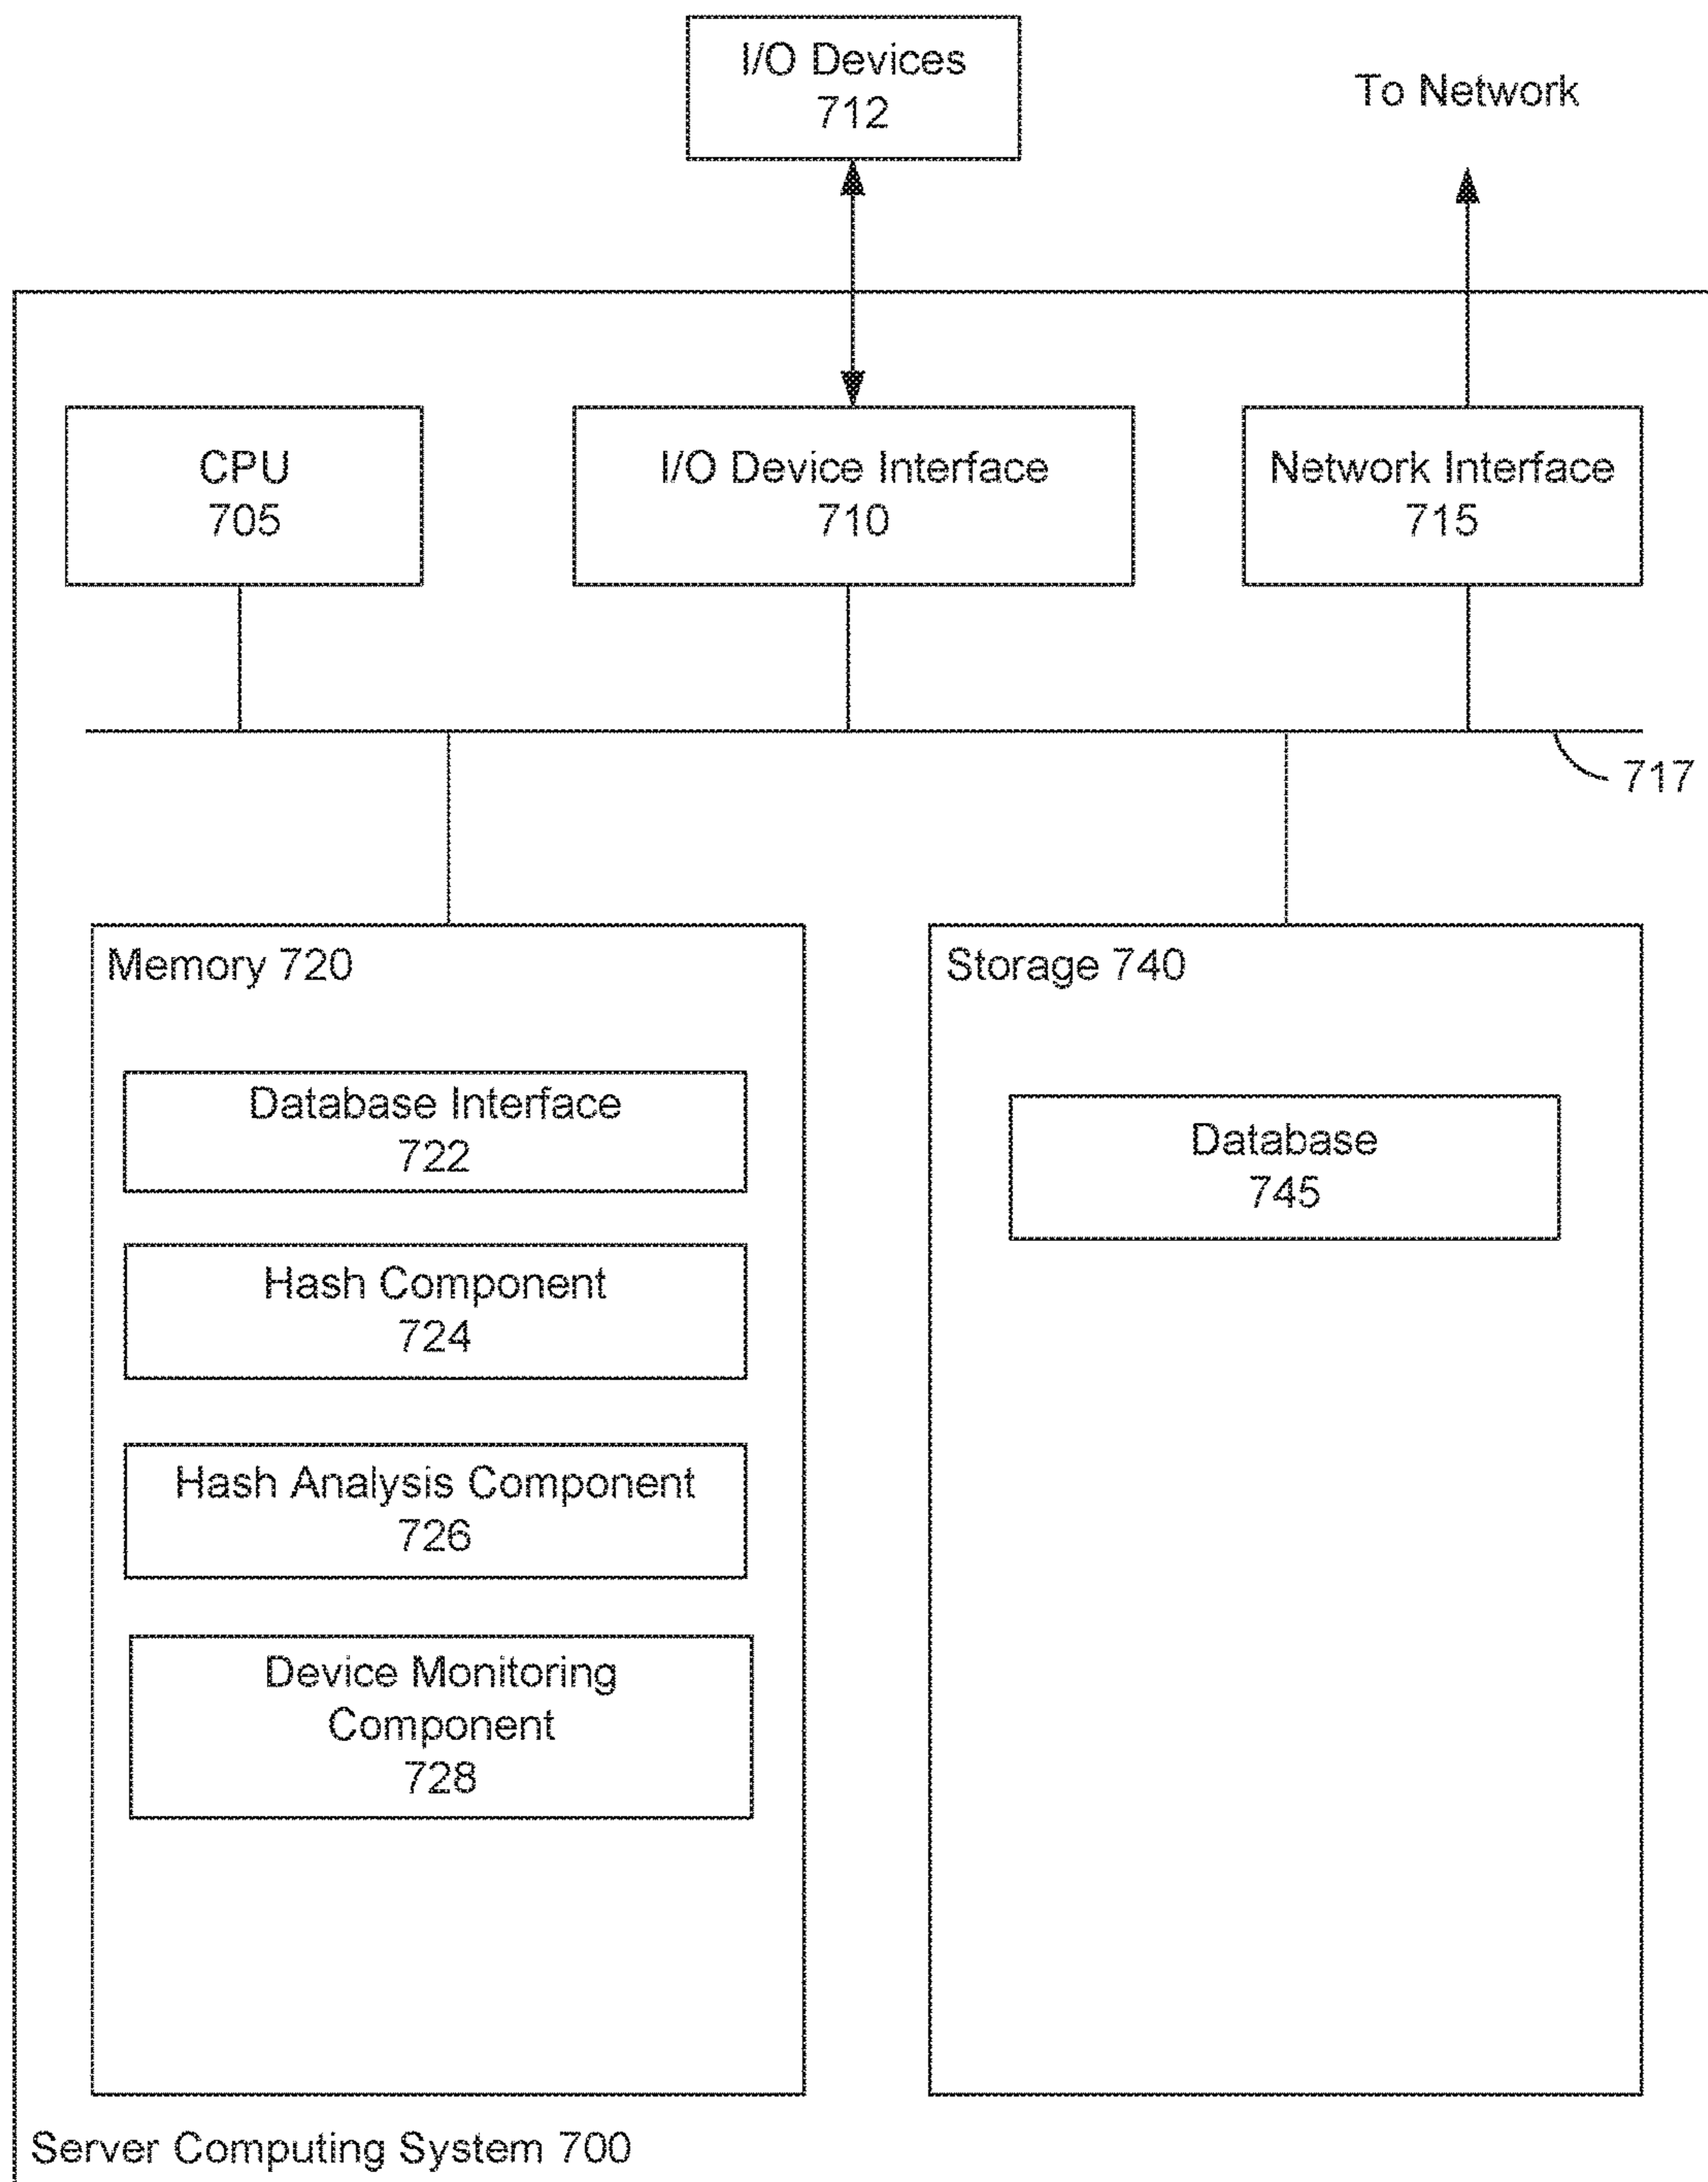 I/O Devices
712
To Network
CPU
705
I/O Device Interface
710
Network Interface
715
717
Memory 720
Database Interface
722
Hash Component
724
Hash Analysis Component
726
Device Monitoring
Component
728
Storage 740
Database
745
Server Computing System 700